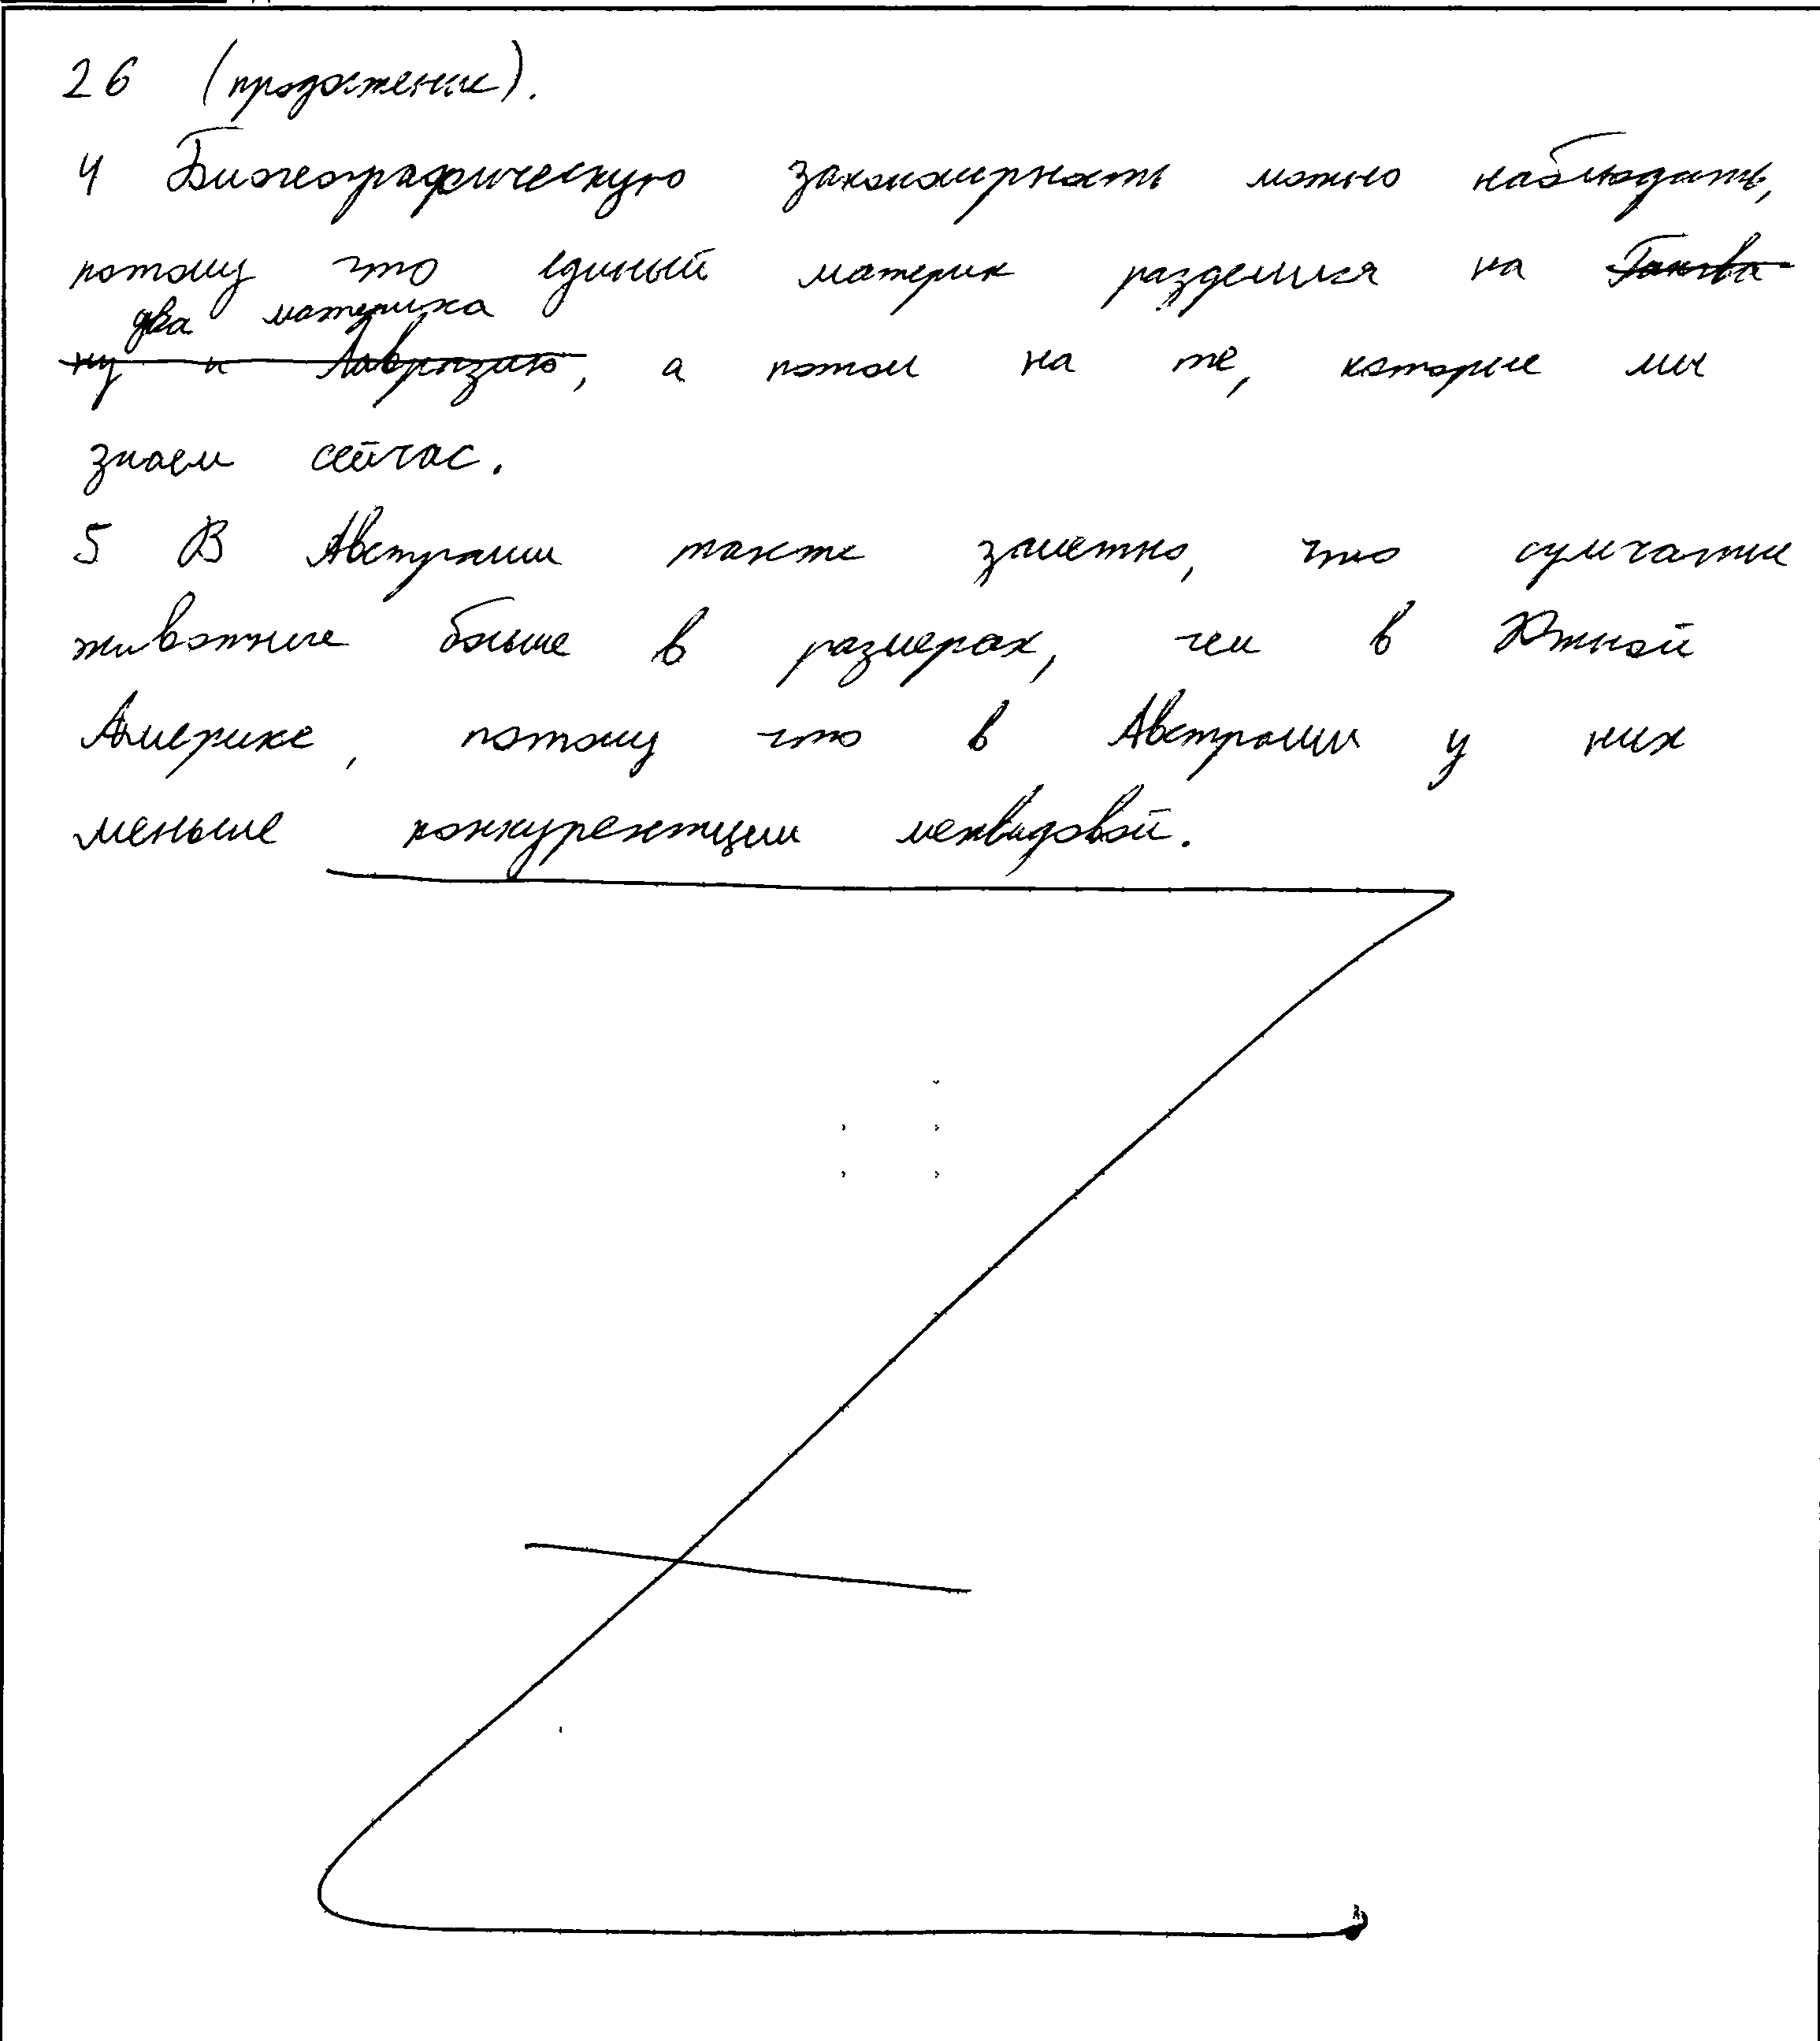 26 (продолжение).
4 Биогеографическую закономерность можно наблюдать,
потому что единый материк разделился на Гондва-
два материка
ну и Лавразию, а потом на те, которые мы
знаем сейчас.
5 В Австралии также заметно, что сумчатые
животные больше в размерах, чем в Южной
Америке, потому что в Австралии у них
меньше конкуренции межвидовой.